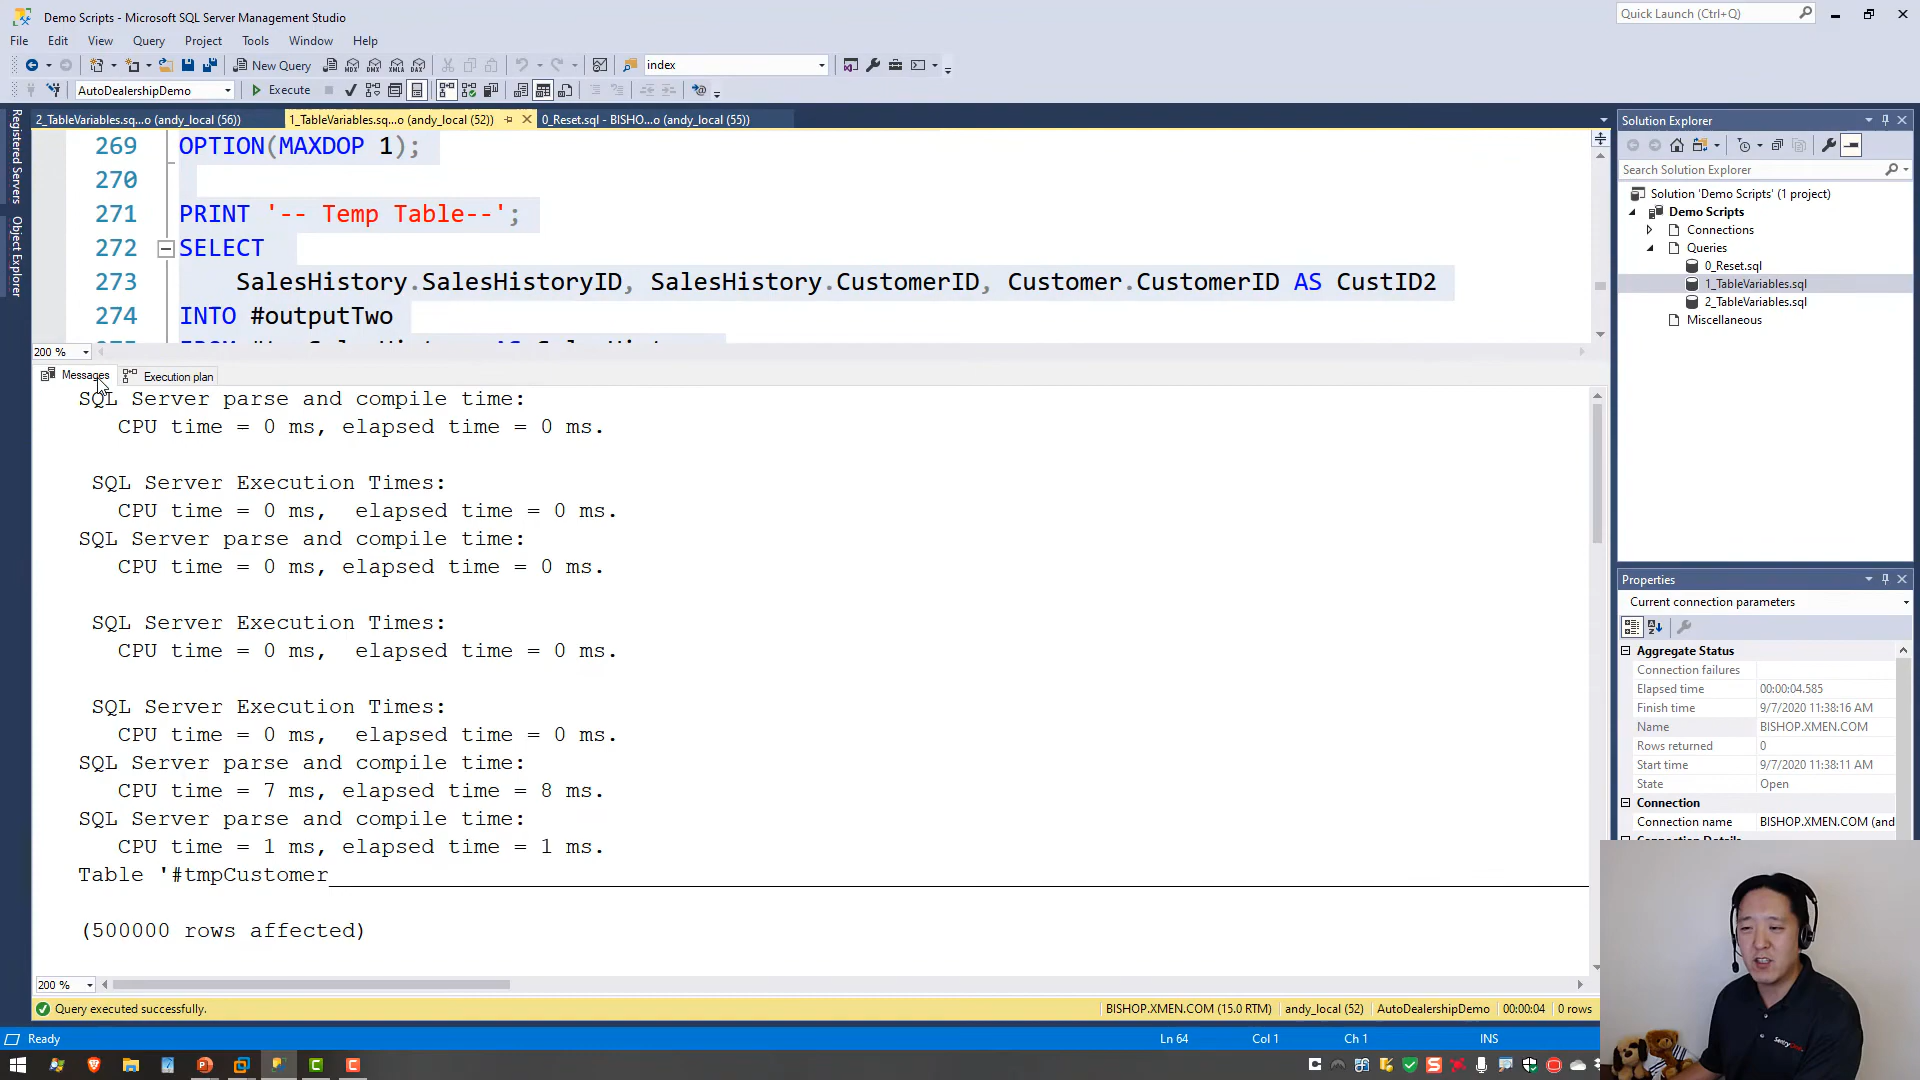 Demo Scripts - Microsoft SQL Server Management Studio
Quick Launch (Ctrl+Q)
File Edit View Query Project Tools Window Help
New Query
MDX DMX XMLA DAX
index
AutoDealershipDemo
Execute
2_TableVariables.sq...o (andy_local (56))
1_TableVariables.sq...o (andy_local (52))
0_Reset.sql - BISHO...o (andy_local (55))
Registered Servers
Object Explorer
269 OPTION(MAXDOP 1);
270
271 PRINT '-- Temp Table--';
272 SELECT
273 SalesHistory.SalesHistoryID, SalesHistory.CustomerID, Customer.CustomerID AS CustID2
274 INTO #outputTwo
200 %
Messages
Execution plan
SQL Server parse and compile time:
CPU time = 0 ms, elapsed time = 0 ms.
SQL Server Execution Times:
CPU time = 0 ms,  elapsed time = 0 ms.
SQL Server parse and compile time:
CPU time = 0 ms, elapsed time = 0 ms.
SQL Server Execution Times:
CPU time = 0 ms,  elapsed time = 0 ms.
SQL Server Execution Times:
CPU time = 0 ms,  elapsed time = 0 ms.
SQL Server parse and compile time:
CPU time = 7 ms, elapsed time = 8 ms.
SQL Server parse and compile time:
CPU time = 1 ms, elapsed time = 1 ms.
Table '#tmpCustomer
(500000 rows affected)
200 %
Query executed successfully.
BISHOP.XMEN.COM (15.0 RTM)
andy_local (52)
AutoDealershipDemo
00:00:04
0 rows
Ready
Ln 64
Col 1
Ch 1
INS
Solution Explorer
Search Solution Explorer
Solution 'Demo Scripts' (1 project)
Demo Scripts
Connections
Queries
0_Reset.sql
1_TableVariables.sql
2_TableVariables.sql
Miscellaneous
Properties
Current connection parameters
Aggregate Status
Connection failures
Elapsed time 00:00:04.585
Finish time 9/7/2020 11:38:16 AM
Name BISHOP.XMEN.COM
Rows returned 0
Start time 9/7/2020 11:38:11 AM
State Open
Connection
Connection name BISHOP.XMEN.COM (and